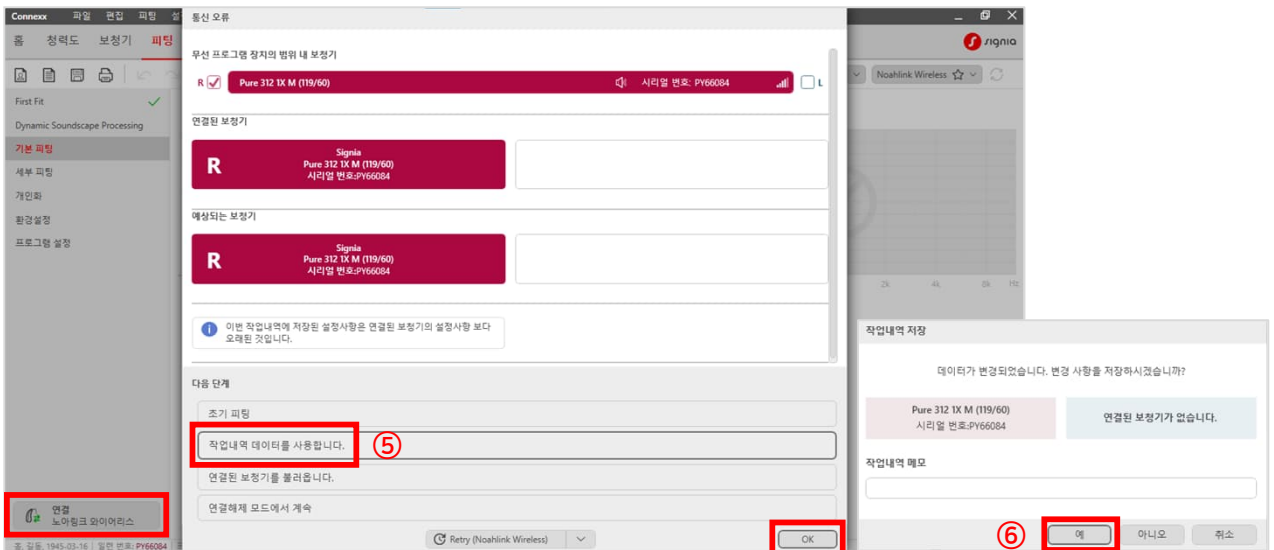 Connexx 파일 편집 피팅 설
통신 오류
홈 청력도 보청기 피팅
signia
무선 프로그램 장치의 범위 내 보청기
R Pure 312 1X M (119/60) 시리얼 번호: PY66084 L
Noahlink Wireless
First Fit
Dynamic Soundscape Processing
기본 피팅
세부 피팅
개인화
환경설정
프로그램 설정
연결된 보청기
R
Signia
Pure 312 1X M (119/60)
시리얼 번호:PY66084
예상되는 보청기
R
Signia
Pure 312 1X M (119/60)
시리얼 번호:PY66084
2k 4k 8k Hz
이번 작업내역에 저장된 설정사항은 연결된 보청기의 설정사항 보다
오래된 것입니다.
다음 단계
초기 피팅
작업내역 데이터를 사용합니다. ⑤
연결된 보청기를 불러옵니다.
연결해제 모드에서 계속
Retry (Noahlink Wireless)
OK
연결
노아링크 와이어리스
홍, 길동, 1945-03-16 일련 번호: PY66084
작업내역 저장
데이터가 변경되었습니다. 변경 사항을 저장하시겠습니까?
Pure 312 1X M (119/60)
시리얼 번호:PY66084
연결된 보청기가 없습니다.
작업내역 메모
⑥ 예 아니오 취소